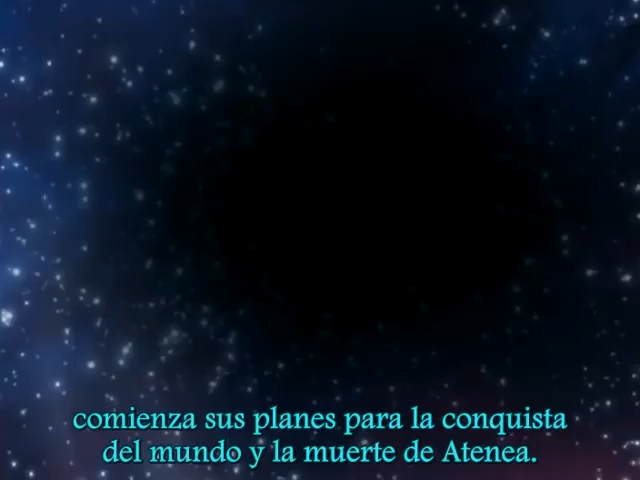 comienza sus planes para la conquista
del mundo y la muerte de Atenea.